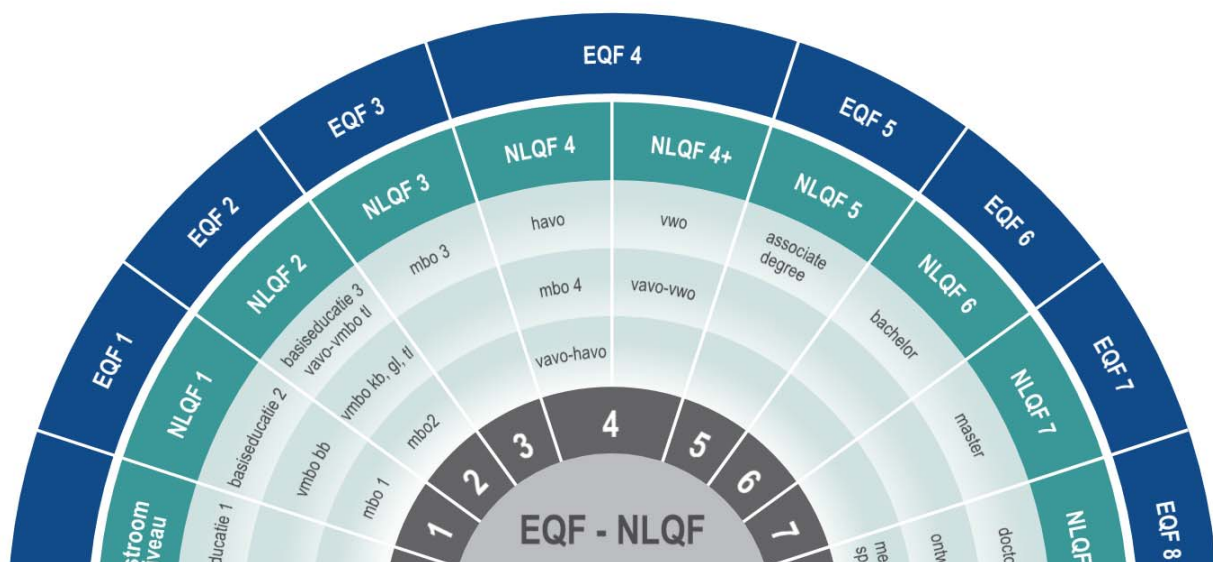 EQF 1
EQF 2
EQF 3
EQF 4
EQF 5
EQF 6
EQF 7
EQF 8
NLQF 1
NLQF 2
NLQF 3
NLQF 4
NLQF 4+
NLQF 5
NLQF 6
NLQF 7
NLQF
basiseducatie 2
vmbo bb
mbo 1
basiseducatie 3
vavo-vmbo tl
vmbo kb, gl, tl
mbo2
mbo 3
havo
mbo 4
vavo-havo
vwo
vavo-vwo
associate
degree
bachelor
master
1
2
3
4
5
6
7
EQF - NLQF